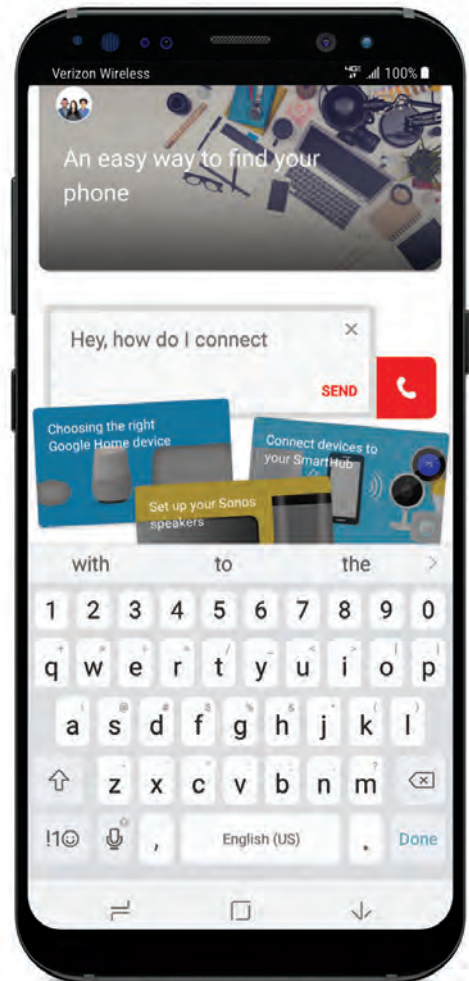 Verizon Wireless 4G 100%
An easy way to find your
phone
Hey, how do I connect
SEND
Choosing the right
Google Home device
Connect devices to
your SmartHub
Set up your Sonos
speakers
with to the
1 2 3 4 5 6 7 8 9 0
q w e r t y u i o p
a s d f g h j k l
z x c v b n m
!1☺ , English (US) . Done